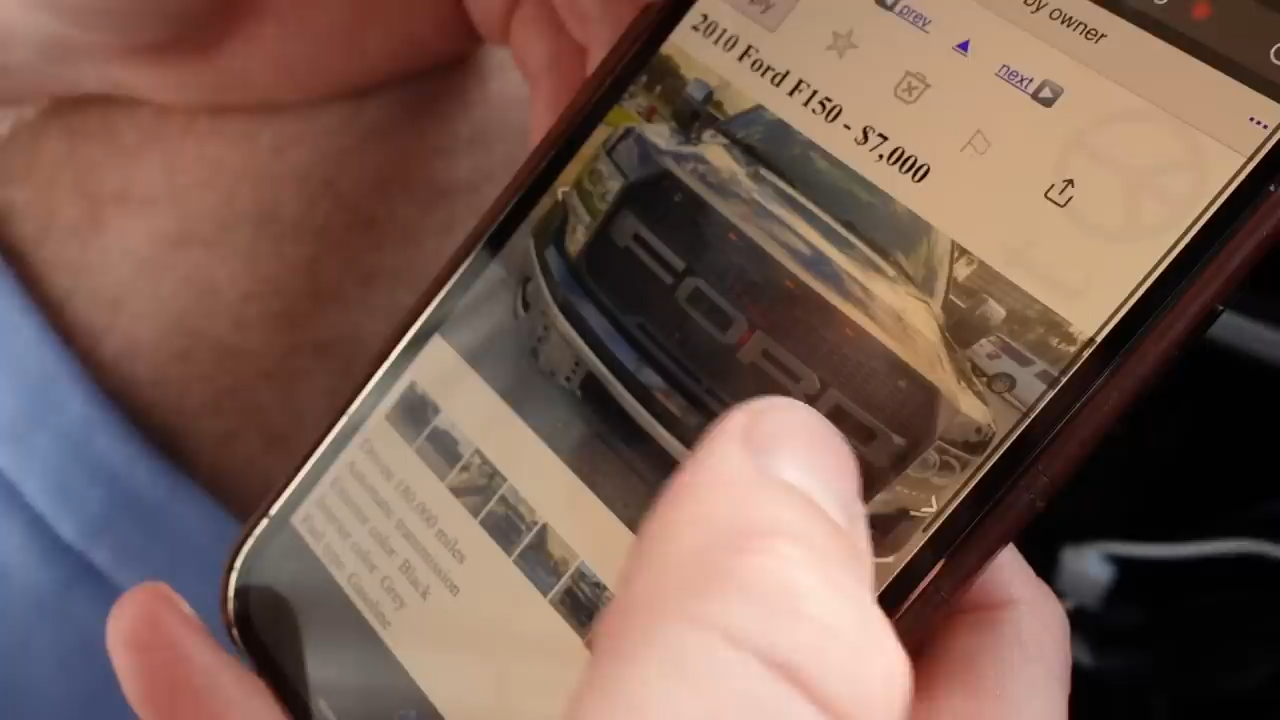 by owner
prev
next
2010 Ford F150 - $7,000
FORD
Driven: 180,000 miles
Automatic transmission
Exterior color: Black
Interior color: Grey
Fuel type: Gasoline